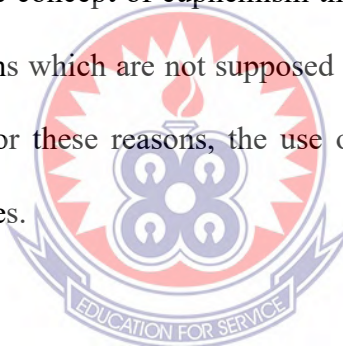 concept of euphemism
ns which are not supposed
or these reasons, the use o
es.
EDUCATION FOR SERVICE